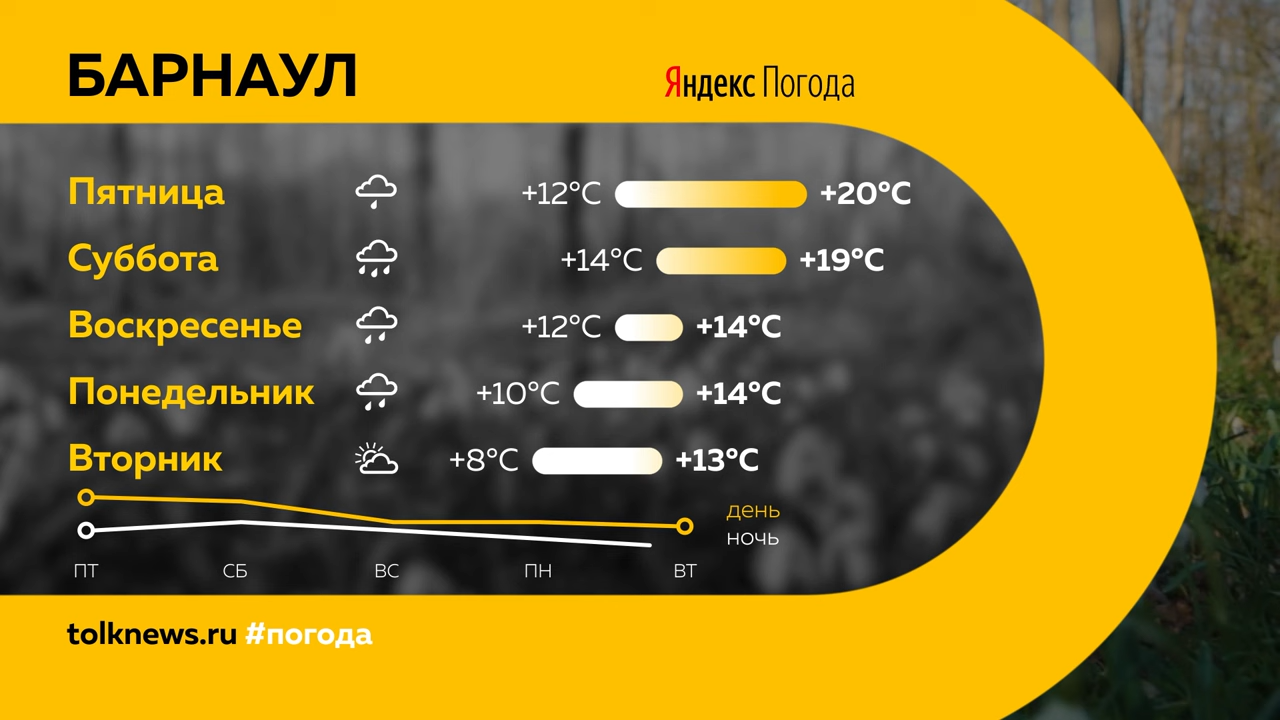 БАРНАУЛ
Яндекс Погода
Пятница +12°C +20°C
Суббота +14°C +19°C
Воскресенье +12°C +14°C
Понедельник +10°C +14°C
Вторник +8°C +13°C
день
ночь
ПТ СБ ВС ПН ВТ
tolknews.ru #погода